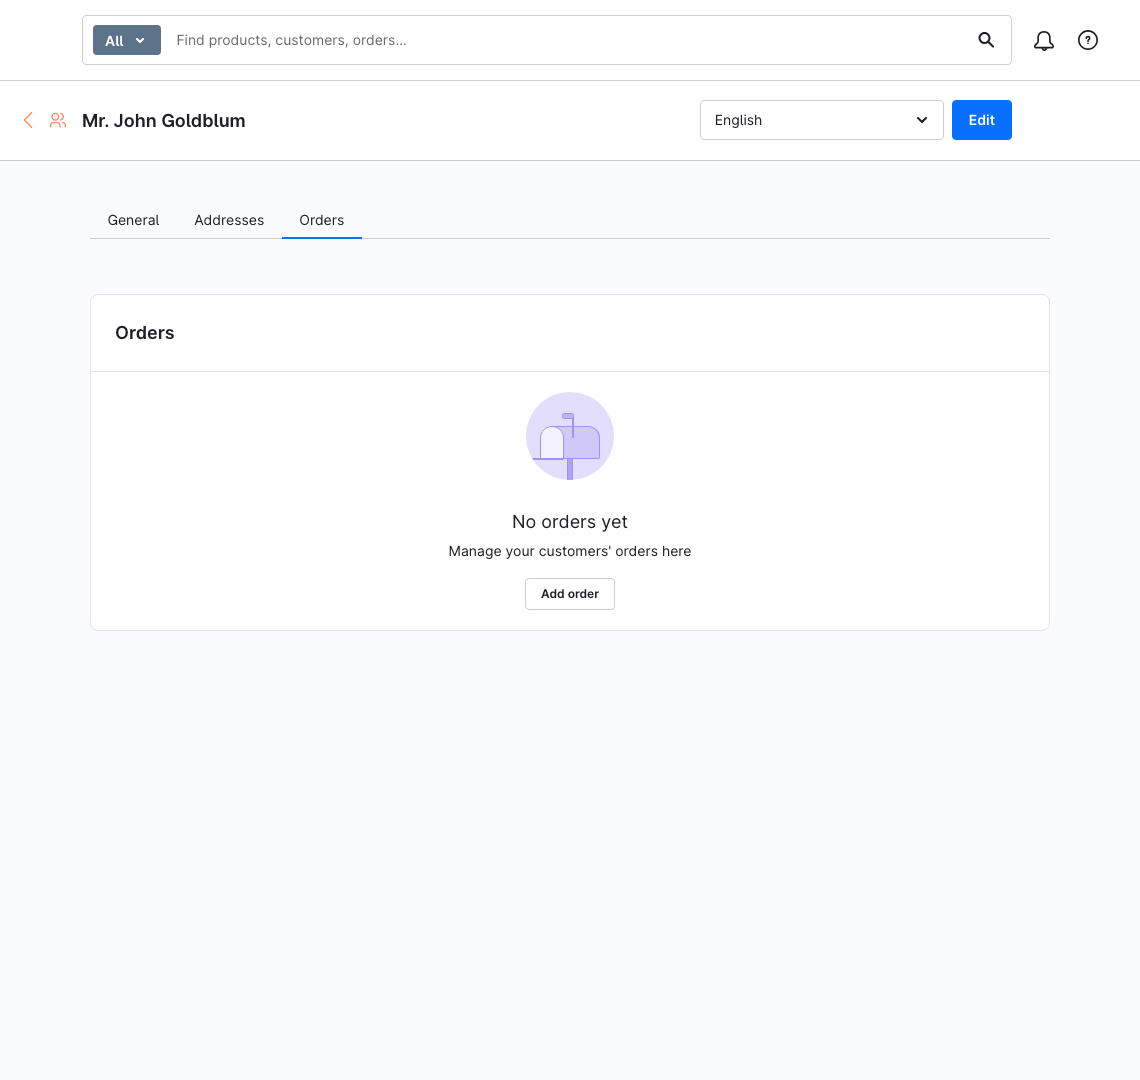 All
Find products, customers, orders...
Mr. John Goldblum
English
Edit
General
Addresses
Orders
Orders
No orders yet
Manage your customers' orders here
Add order